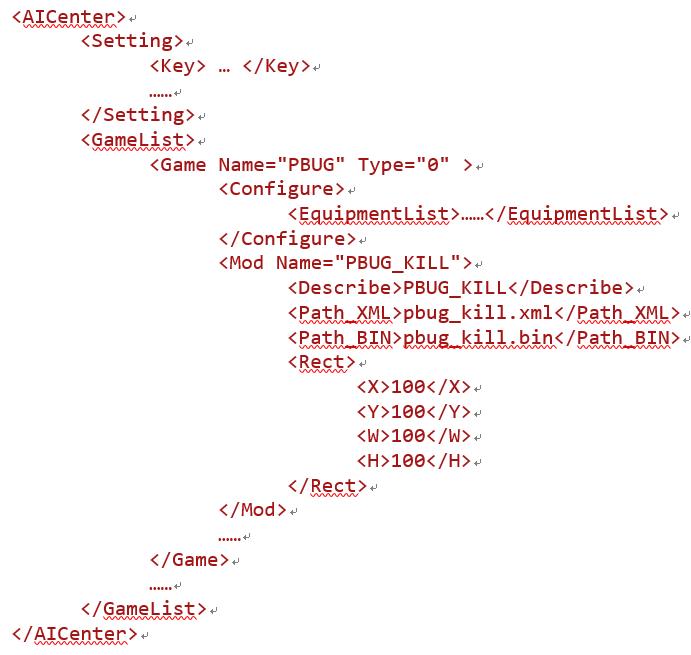 <AICenter>
<Setting>
<Key> … </Key>
……
</Setting>
<GameList>
<Game Name="PBUG" Type="0" >
<Configure>
<EquipmentList>……</EquipmentList>
</Configure>
<Mod Name="PBUG_KILL">
<Describe>PBUG_KILL</Describe>
<Path_XML>pbug_kill.xml</Path_XML>
<Path_BIN>pbug_kill.bin</Path_BIN>
<Rect>
<X>100</X>
<Y>100</Y>
<W>100</W>
<H>100</H>
</Rect>
</Mod>
……
</Game>
……
</GameList>
</AICenter>